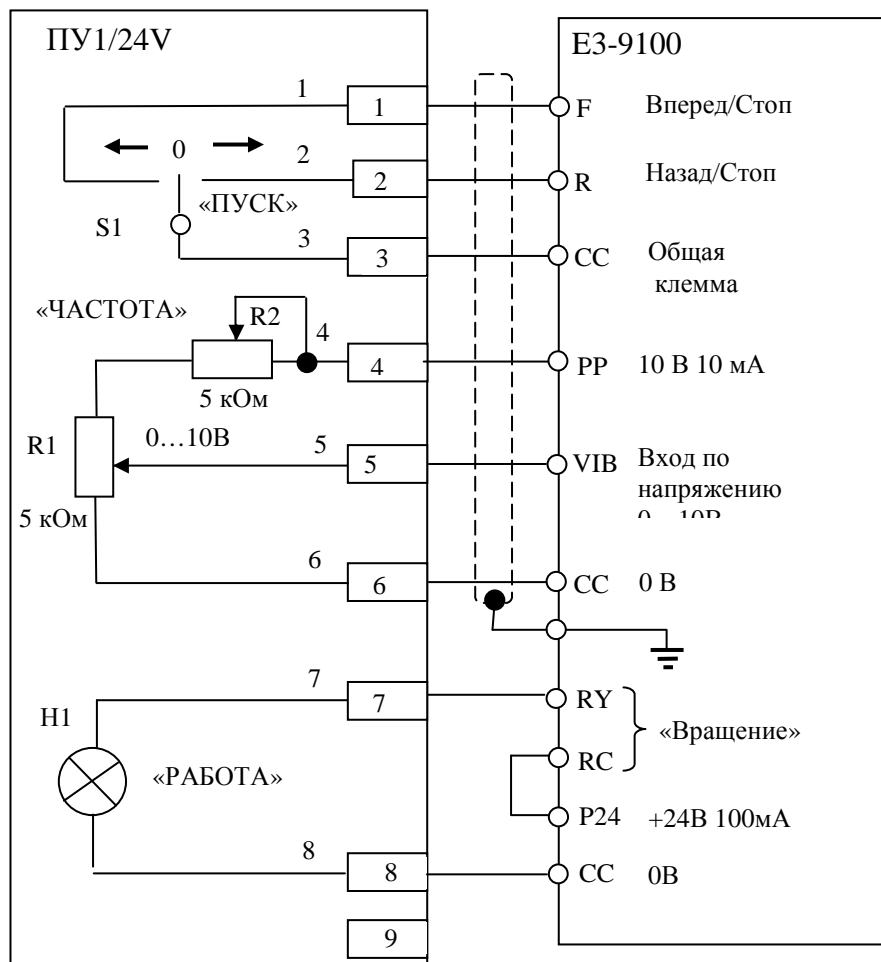 ПУ1/24V
E3-9100
1
1
F
Вперед/Стоп
0
2
2
R
Назад/Стоп
«ПУСК»
S1
3
3
CC
Общая
клемма
«ЧАСТОТА»
R2
4
4
PP
10 В 10 мА
5 кОм
R1
0…10В
5
5
VIB
Вход по
напряжению
5 кОм
6
6
CC
0 В
7
7
RY
H1
«Вращение»
RC
«РАБОТА»
P24
+24В 100мА
8
8
CC
0В
9